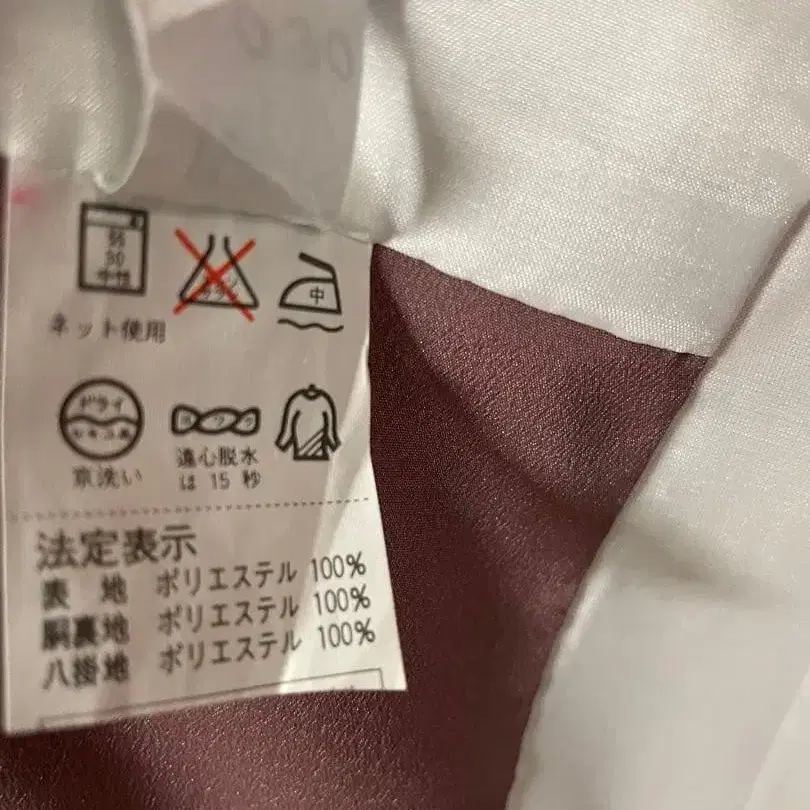 中性
中
ネット使用
ドライ
セキユ系
京洗い
遠心脱水
は 15 秒
法定表示
表 地 ポリエステル 100%
胴裏地 ポリエステル 100%
八掛地 ポリエステル 100%